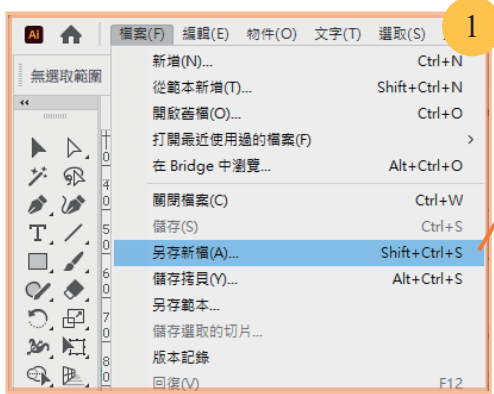 1
Ai 檔案(F) 編輯(E) 物件(O) 文字(T) 選取(S)
無選取範圍
新增(N)... Ctrl+N
從範本新增(T)... Shift+Ctrl+N
開啟舊檔(O)... Ctrl+O
打開最近使用過的檔案(F) >
在 Bridge 中瀏覽... Alt+Ctrl+O
關閉檔案(C) Ctrl+W
儲存(S) Ctrl+S
另存新檔(A)... Shift+Ctrl+S
儲存拷貝(Y)... Alt+Ctrl+S
另存範本...
儲存選取的切片...
版本記錄
回復(V) F12